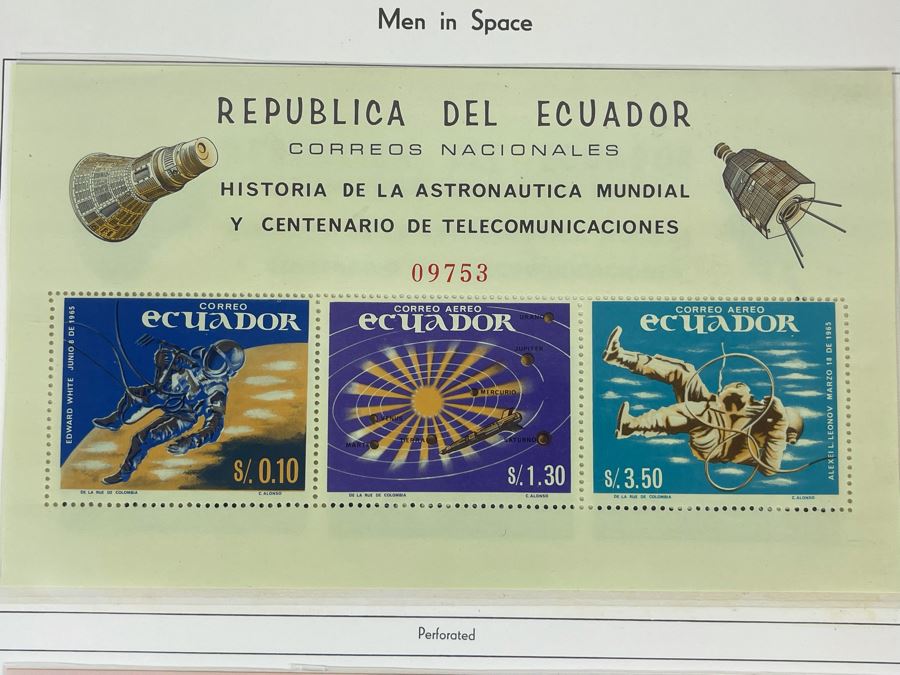 Men in Space
REPUBLICA DEL ECUADOR
CORREOS NACIONALES
HISTORIA DE LA ASTRONAUTICA MUNDIAL
Y CENTENARIO DE TELECOMUNICACIONES
09753
CORREO
ECUADOR
EDWARD WHITE JUNIO 8 DE 1965
S/. 0.10
DE LA RUE DE COLOMBIA
C. ALONSO
CORREO AEREO
ECUADOR
URANO
JUPITER
MERCURIO
VENUS
MARTE
TIERRA
SATURNO
S/. 1.30
DE LA RUE DE COLOMBIA
C. ALONSO
CORREO AEREO
ECUADOR
ALEXEI L. LEONOV MARZO 18 DE 1965
S/. 3.50
DE LA RUE DE COLOMBIA
C. ALONSO
Perforated